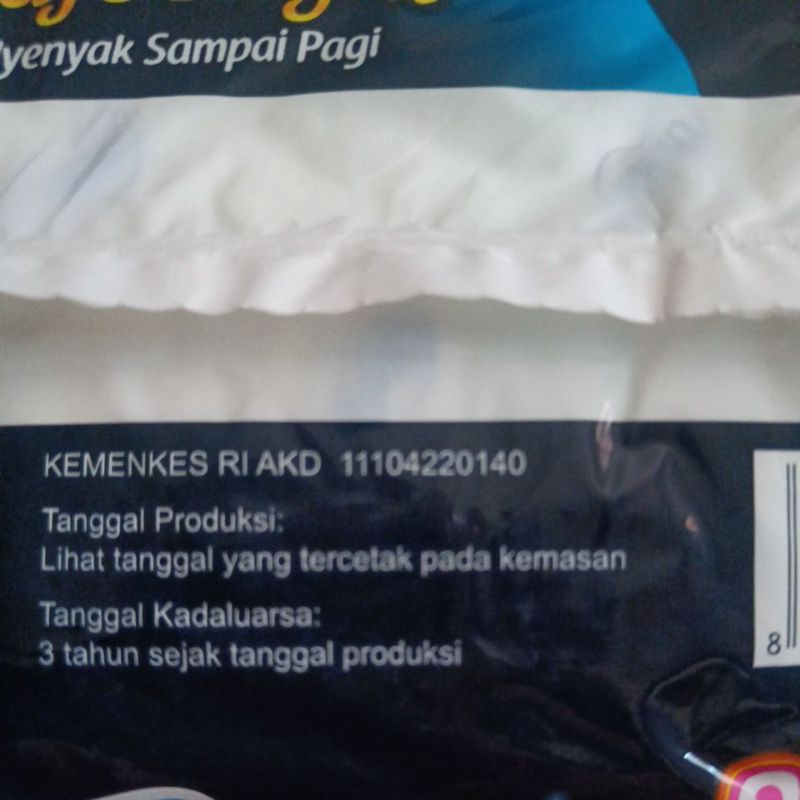 yenyak Sampai Pagi
KEMENKES RI AKD 11104220140
Tanggal Produksi:
Lihat tanggal yang tercetak pada kemasan
Tanggal Kadaluarsa:
3 tahun sejak tanggal produksi
8